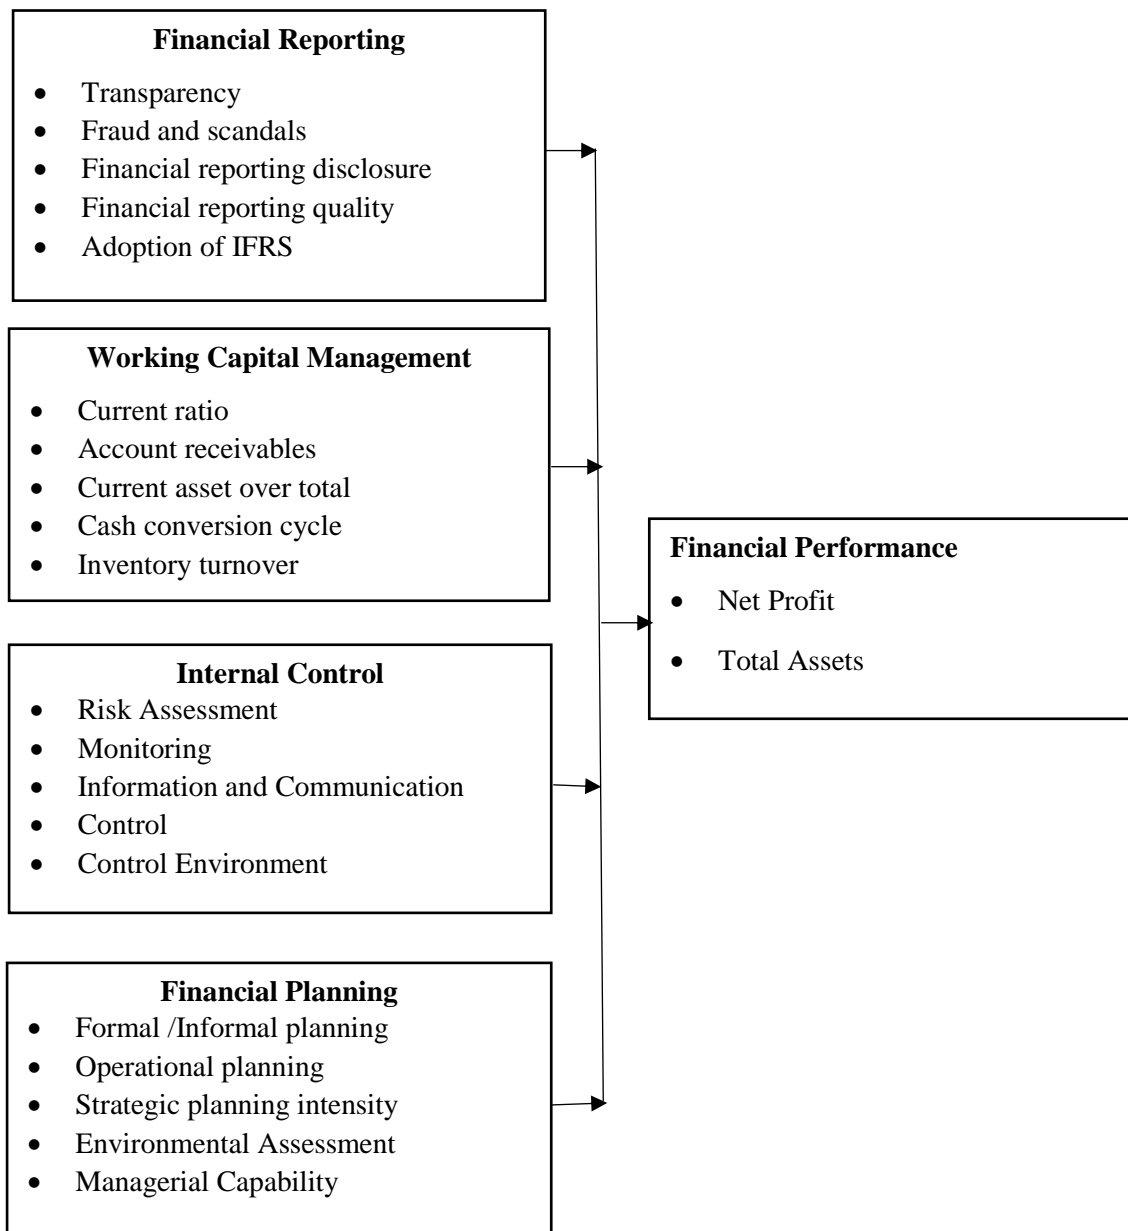 Financial Reporting
• Transparency
• Fraud and scandals
• Financial reporting disclosure
• Financial reporting quality
• Adoption of IFRS
Working Capital Management
• Current ratio
• Account receivables
• Current asset over total
• Cash conversion cycle
• Inventory turnover
Internal Control
• Risk Assessment
• Monitoring
• Information and Communication
• Control
• Control Environment
Financial Planning
• Formal /Informal planning
• Operational planning
• Strategic planning intensity
• Environmental Assessment
• Managerial Capability
Financial Performance
• Net Profit
• Total Assets